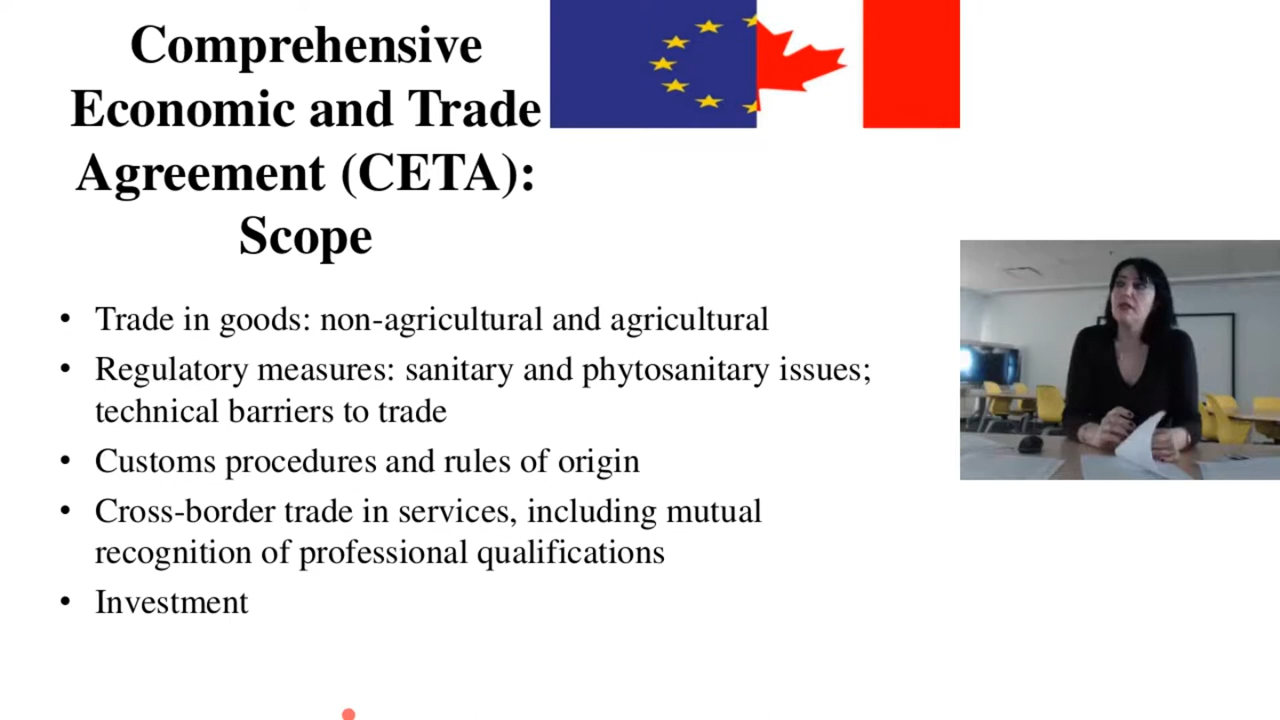 Comprehensive
Economic and Trade
Agreement (CETA):
Scope
• Trade in goods: non-agricultural and agricultural
• Regulatory measures: sanitary and phytosanitary issues;
technical barriers to trade
• Customs procedures and rules of origin
• Cross-border trade in services, including mutual
recognition of professional qualifications
• Investment